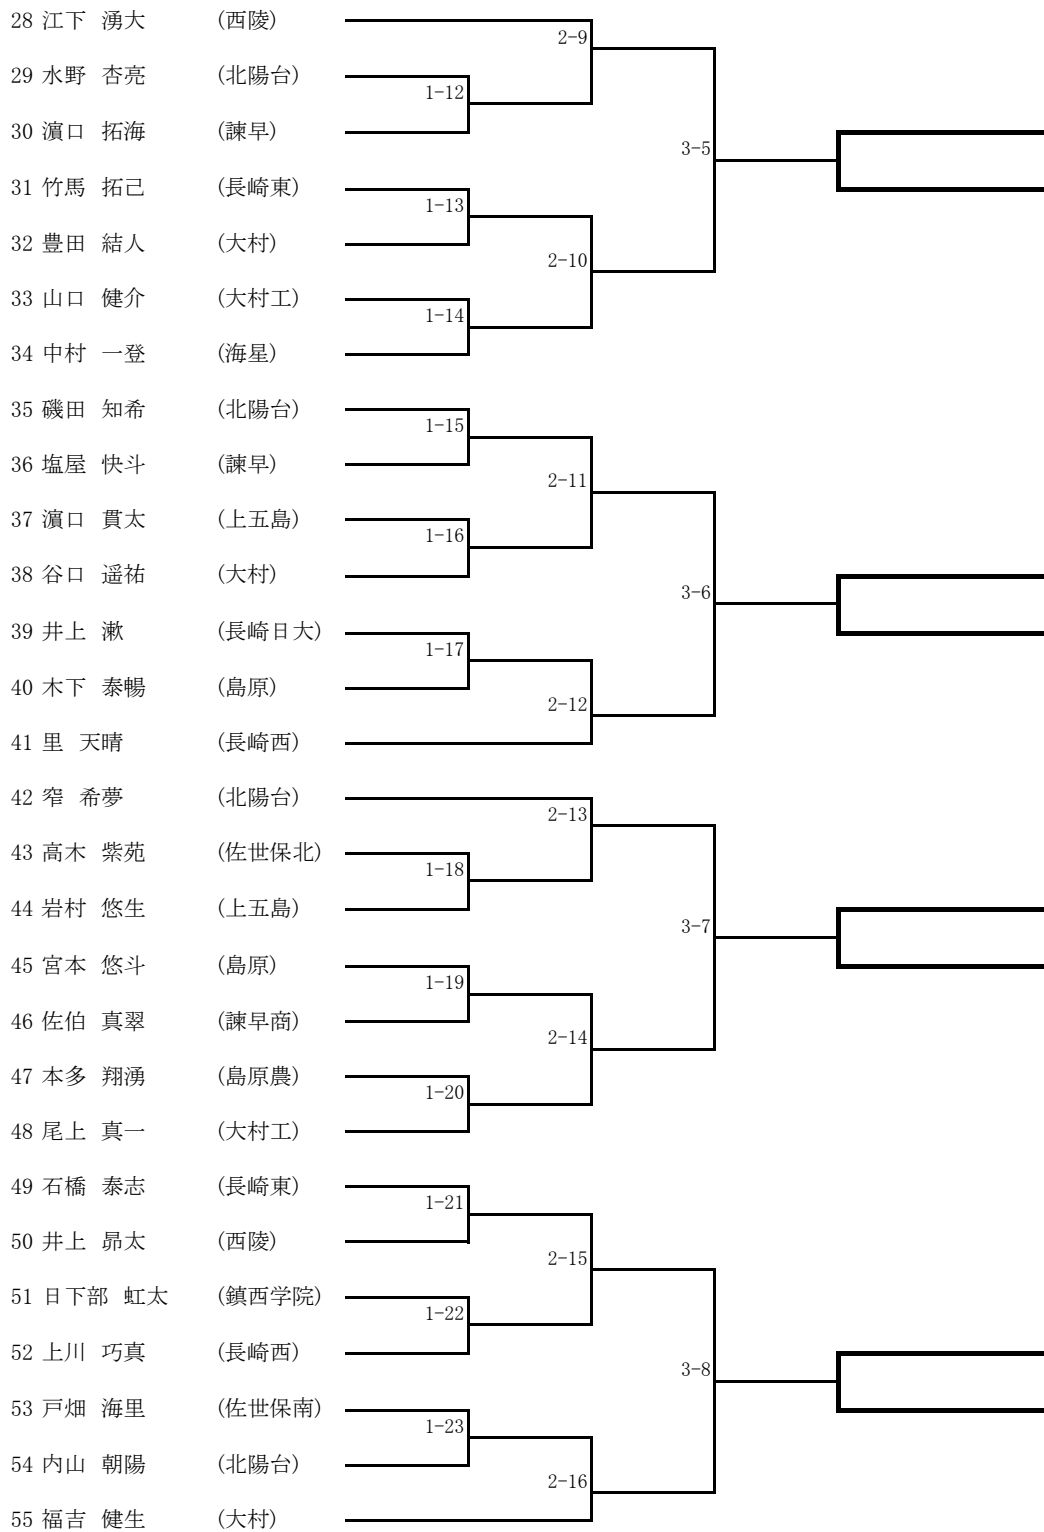 28 江下 湧大 (西陵)
2-9
29 水野 杏亮 (北陽台)
1-12
30 濵口 拓海 (諫早)
3-5
31 竹馬 拓己 (長崎東)
1-13
32 豊田 結人 (大村)
2-10
33 山口 健介 (大村工)
1-14
34 中村 一登 (海星)
35 磯田 知希 (北陽台)
1-15
36 塩屋 快斗 (諫早)
2-11
37 濵口 貫太 (上五島)
1-16
38 谷口 遥祐 (大村)
3-6
39 井上 漱 (長崎日大)
1-17
40 木下 泰暢 (島原)
2-12
41 里 天晴 (長崎西)
42 窄 希夢 (北陽台)
2-13
43 高木 紫苑 (佐世保北)
1-18
44 岩村 悠生 (上五島)
3-7
45 宮本 悠斗 (島原)
1-19
46 佐伯 真翠 (諫早商)
2-14
47 本多 翔湧 (島原農)
1-20
48 尾上 真一 (大村工)
49 石橋 泰志 (長崎東)
1-21
50 井上 昴太 (西陵)
2-15
51 日下部 虹太 (鎮西学院)
1-22
52 上川 巧真 (長崎西)
3-8
53 戸畑 海里 (佐世保南)
1-23
54 内山 朝陽 (北陽台)
2-16
55 福吉 健生 (大村)